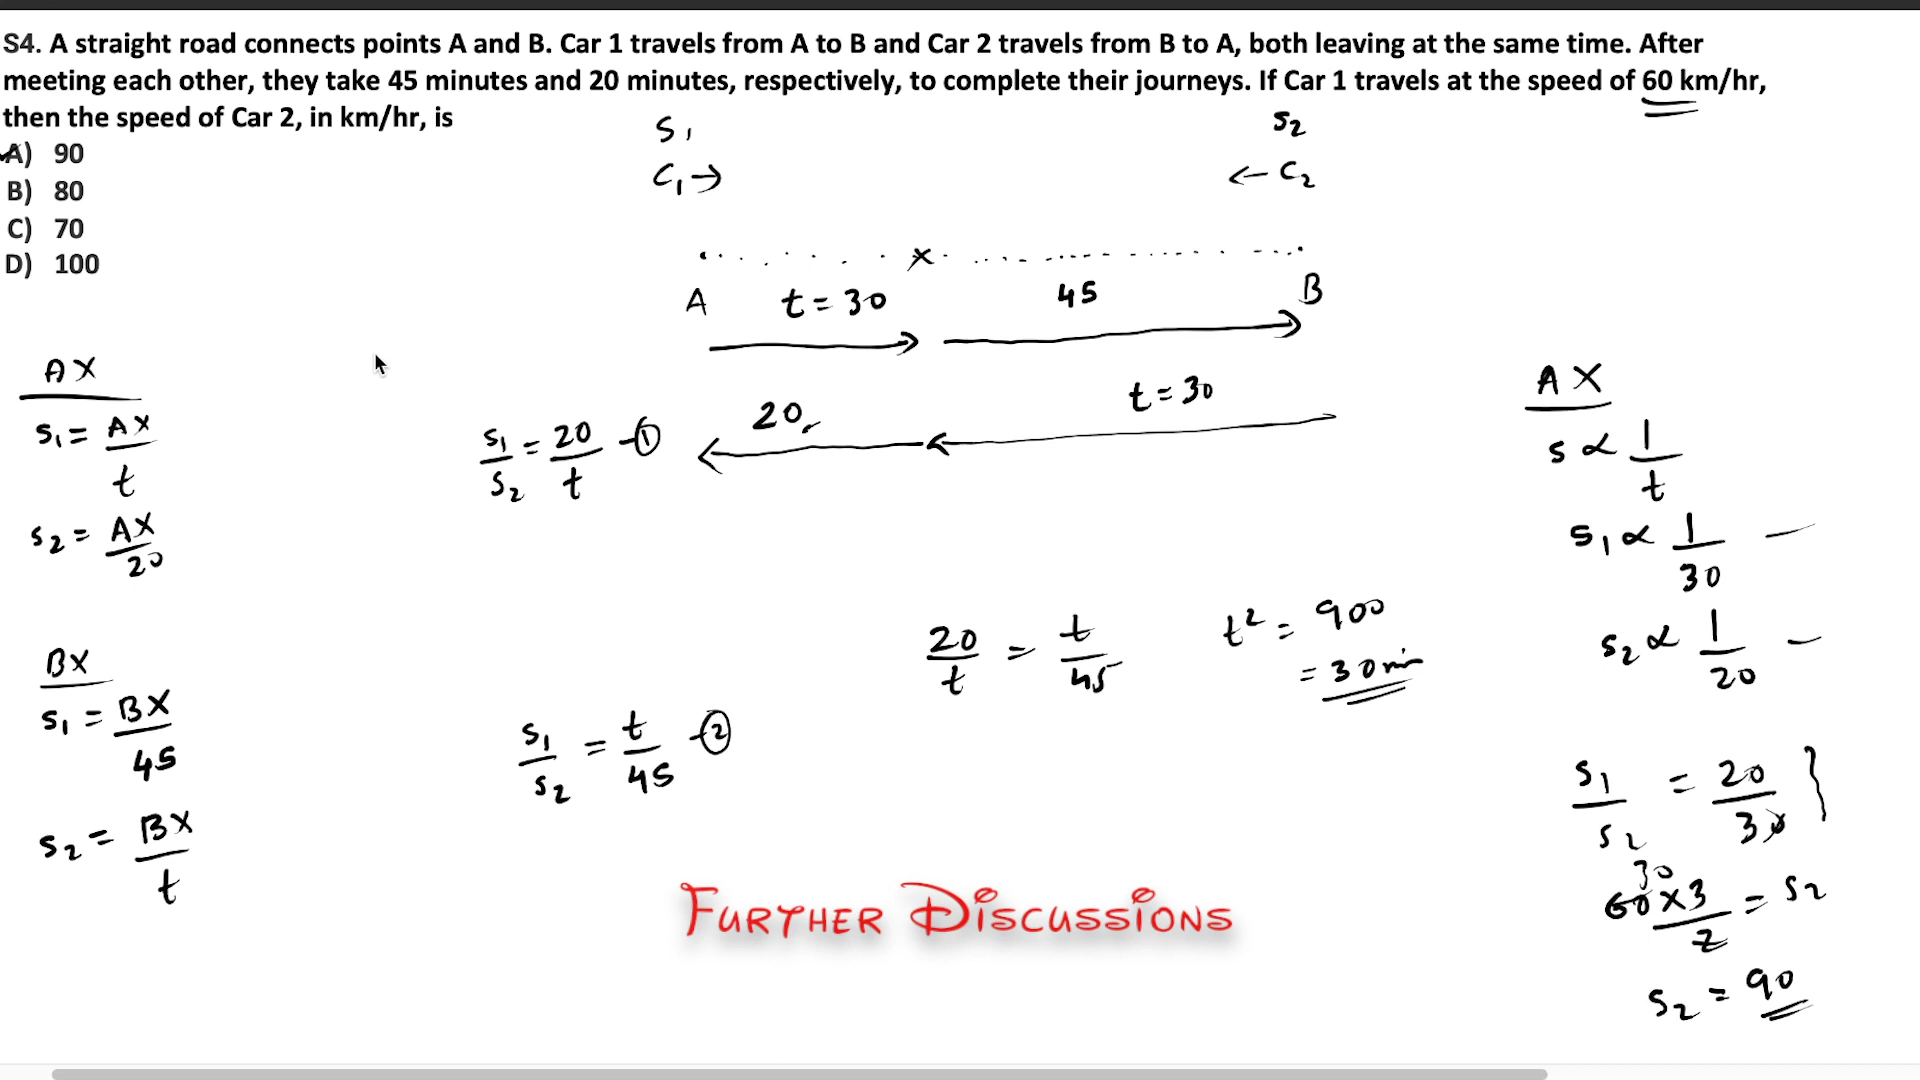 S4. A straight road connects points A and B. Car 1 travels from A to B and Car 2 travels from B to A, both leaving at the same time. After
meeting each other, they take 45 minutes and 20 minutes, respectively, to complete their journeys. If Car 1 travels at the speed of 60 km/hr,
then the speed of Car 2, in km/hr, is
A) 90
B) 80
C) 70
D) 100
S1 S2
C1→ ←C2
x
A t = 30 45 B
20 t = 30
AX
S1 = AX/t
S2 = AX/20
S1/S2 = 20/t -①
BX
S1 = BX/45
S2 = BX/t
S1/S2 = t/45 -②
20/t = t/45
t² = 900
= 30 min
AX
S ∝ 1/t
S1 ∝ 1/30 –
S2 ∝ 1/20 –
S1/S2 = 20/30 }
30
60×3/2 = S2
S2 = 90
FURTHER DISCUSSIONS